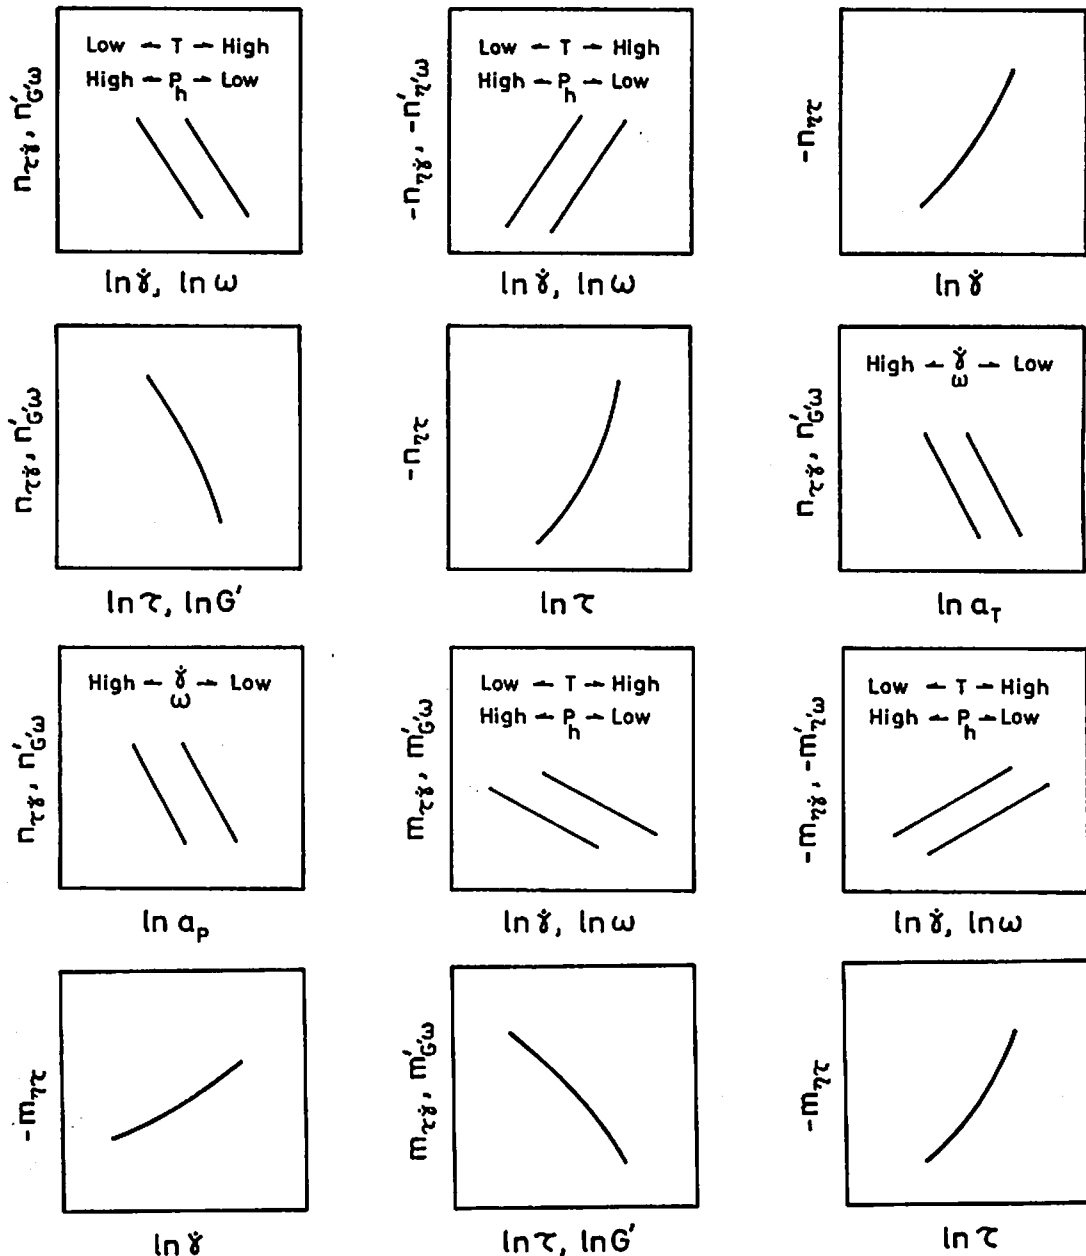 Low ← T → High
High ← P_h → Low
n_τγ̇, n'_G'ω
ln γ̇, ln ω
Low ← T → High
High ← P_h → Low
-n_ηγ̇, -n'_η'ω
ln γ̇, ln ω
-n_ητ
ln γ̇
n_τγ̇, n'_G'ω
ln τ, ln G'
-n_ητ
ln τ
High ← γ̇ → Low
ω
n_τγ̇, n'_G'ω
ln a_T
High ← γ̇ → Low
ω
n_τγ̇, n'_G'ω
ln a_P
Low ← T → High
High ← P_h → Low
m_τγ̇, m'_G'ω
ln γ̇, ln ω
Low ← T → High
High ← P_h → Low
-m_ηγ̇, -m'_η'ω
ln γ̇, ln ω
-m_ητ
ln γ̇
m_τγ̇, m'_G'ω
ln τ, ln G'
-m_ητ
ln τ